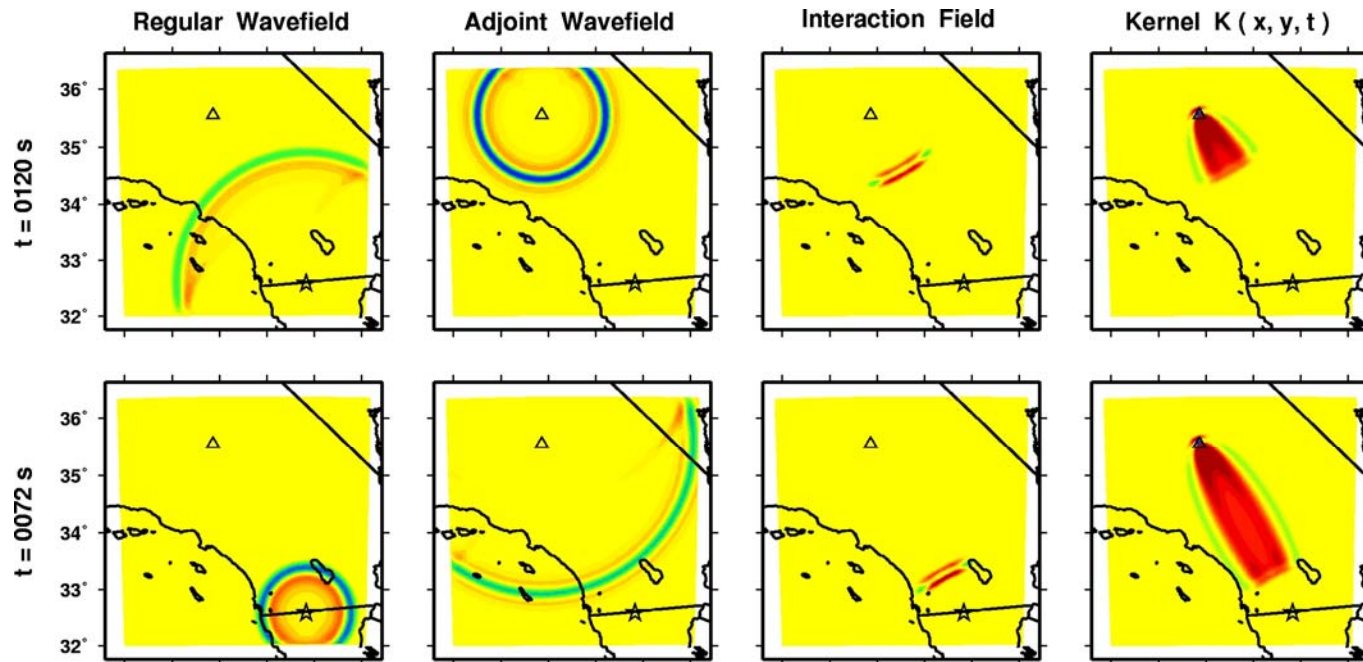 Regular Wavefield
Adjoint Wavefield
Interaction Field
Kernel K ( x, y, t )
t = 0120 s
36˚
35˚
34˚
33˚
32˚
t = 0072 s
36˚
35˚
34˚
33˚
32˚